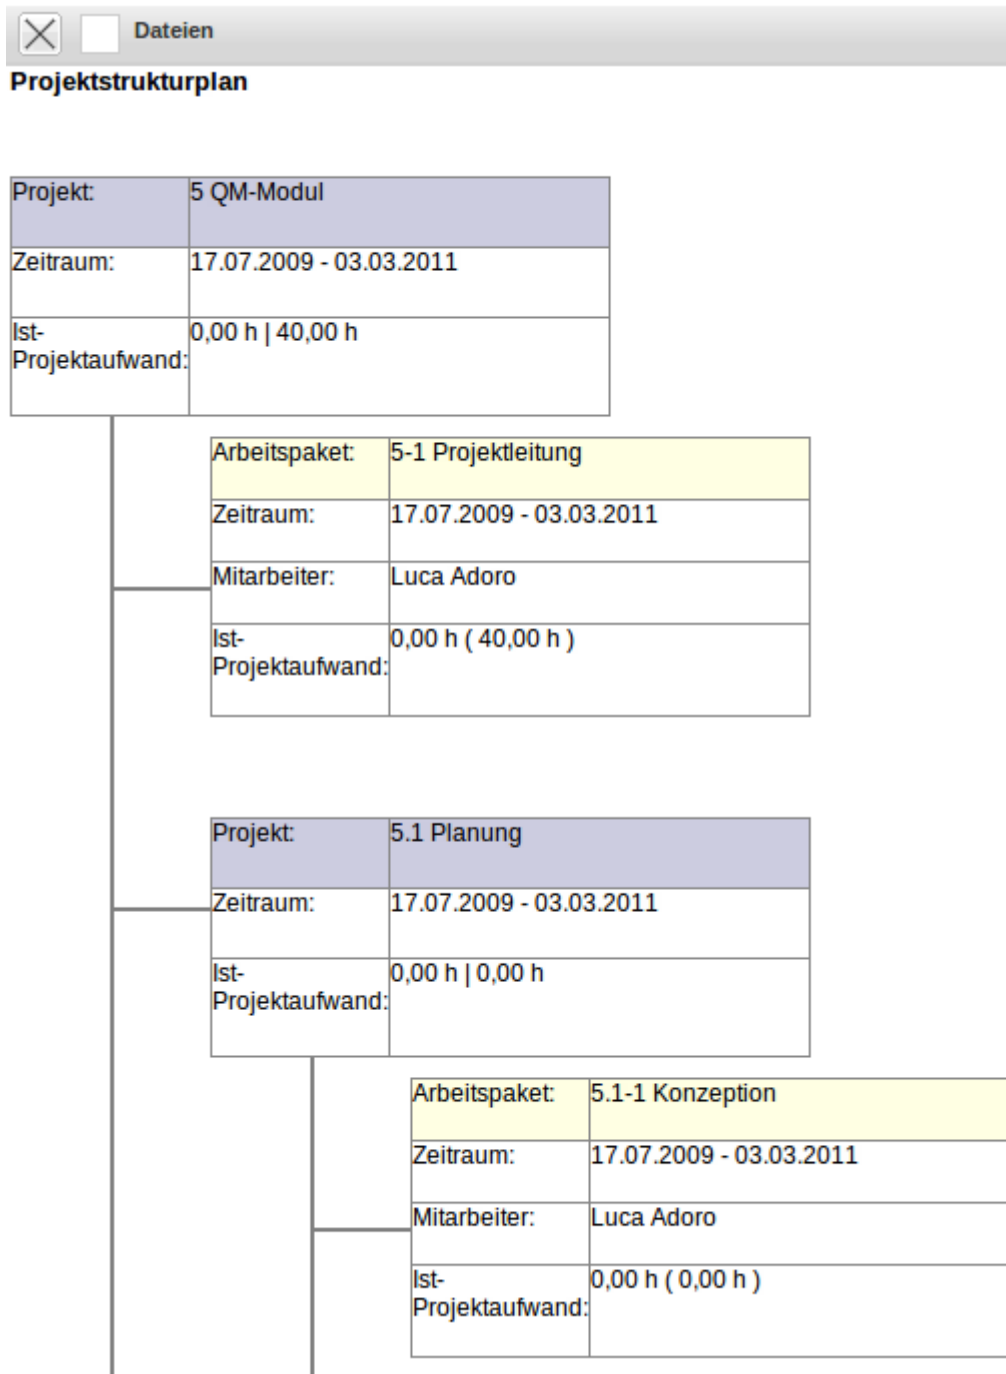 Dateien
Projektstrukturplan
Projekt: 5 QM-Modul
Zeitraum: 17.07.2009 - 03.03.2011
Ist- 0,00 h | 40,00 h
Projektaufwand:
Arbeitspaket: 5-1 Projektleitung
Zeitraum: 17.07.2009 - 03.03.2011
Mitarbeiter: Luca Adoro
Ist- 0,00 h ( 40,00 h )
Projektaufwand:
Projekt: 5.1 Planung
Zeitraum: 17.07.2009 - 03.03.2011
Ist- 0,00 h | 0,00 h
Projektaufwand:
Arbeitspaket: 5.1-1 Konzeption
Zeitraum: 17.07.2009 - 03.03.2011
Mitarbeiter: Luca Adoro
Ist- 0,00 h ( 0,00 h )
Projektaufwand: